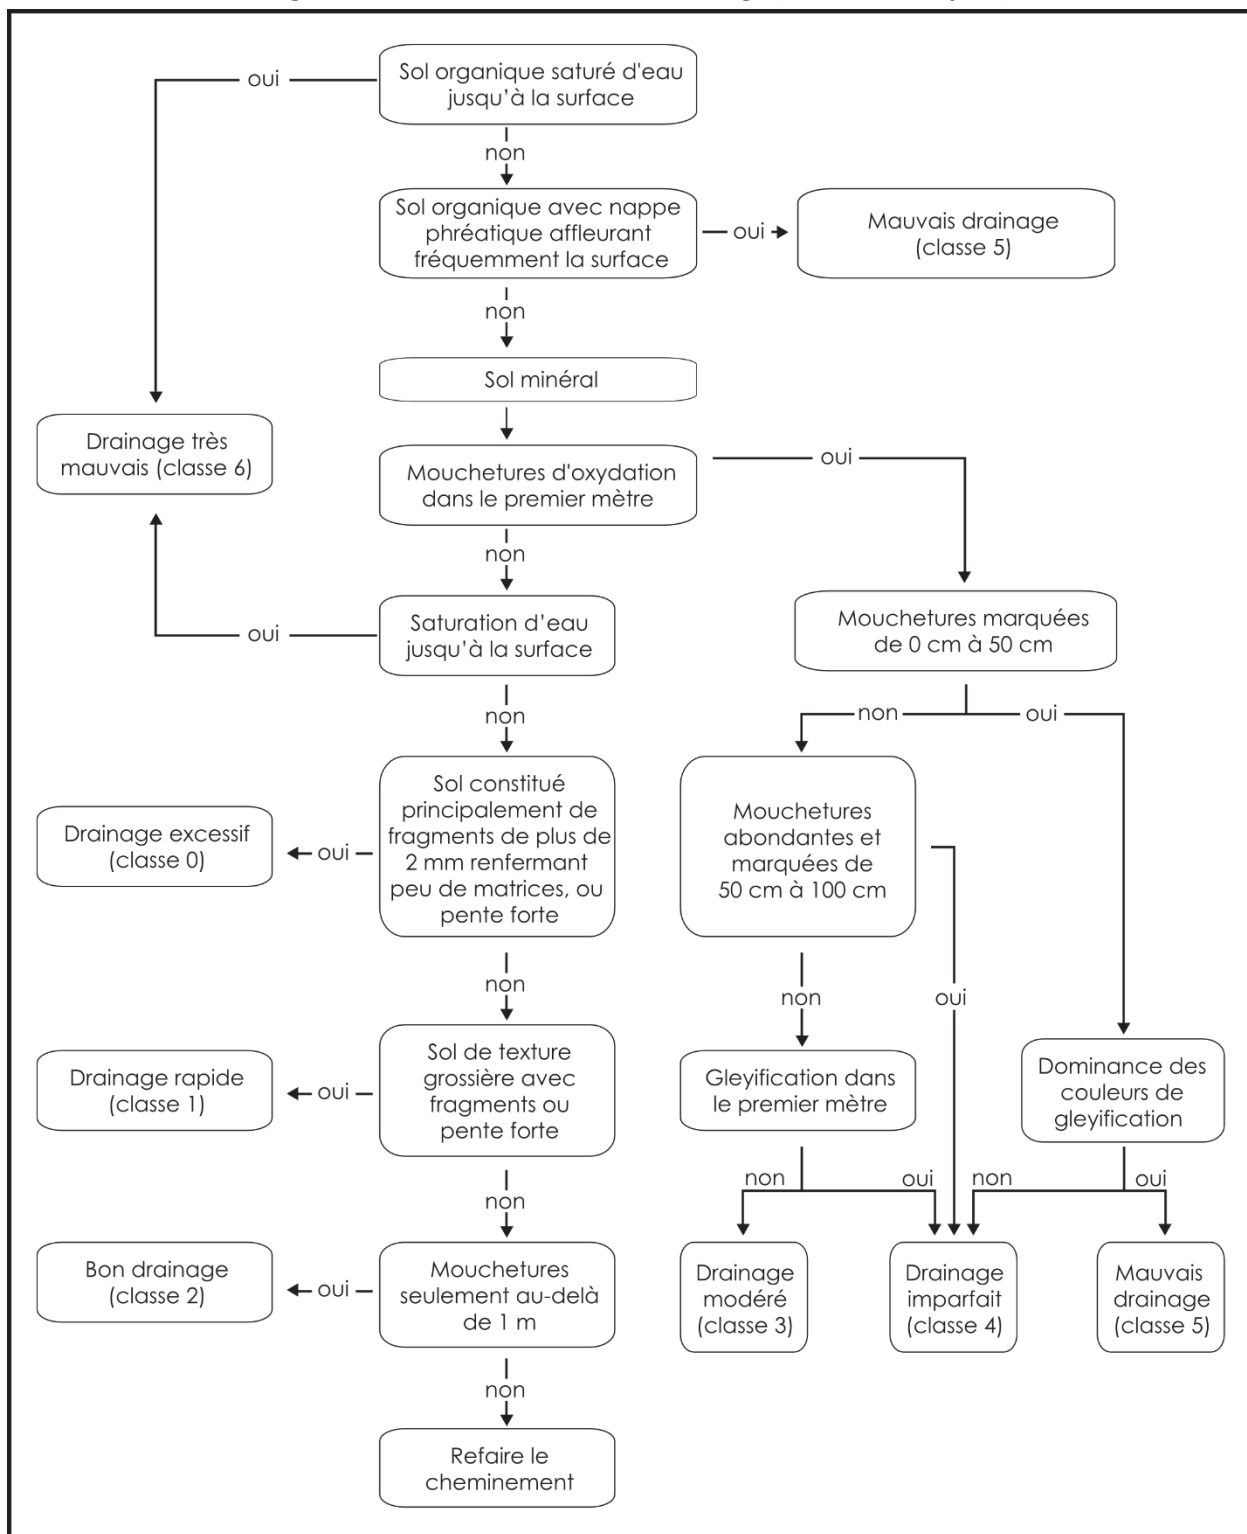 oui
Sol organique saturé d'eau
jusqu'à la surface
non
Sol organique avec nappe
phréatique affleurant
fréquemment la surface
oui
Mauvais drainage
(classe 5)
non
Sol minéral
Drainage très
mauvais (classe 6)
Mouchetures d'oxydation
dans le premier mètre
oui
non
oui
Saturation d’eau
jusqu’à la surface
Mouchetures marquées
de 0 cm à 50 cm
non
non
oui
Drainage excessif
(classe 0)
oui
Sol constitué
principalement de
fragments de plus de
2 mm renfermant
peu de matrices, ou
pente forte
Mouchetures
abondantes et
marquées de
50 cm à 100 cm
non
non
oui
Drainage rapide
(classe 1)
oui
Sol de texture
grossière avec
fragments ou
pente forte
Gleyification dans
le premier mètre
Dominance des
couleurs de
gleyification
non
non
oui
non
oui
Bon drainage
(classe 2)
oui
Mouchetures
seulement au-delà
de 1 m
Drainage
modéré
(classe 3)
Drainage
imparfait
(classe 4)
Mauvais
drainage
(classe 5)
non
Refaire le
cheminement